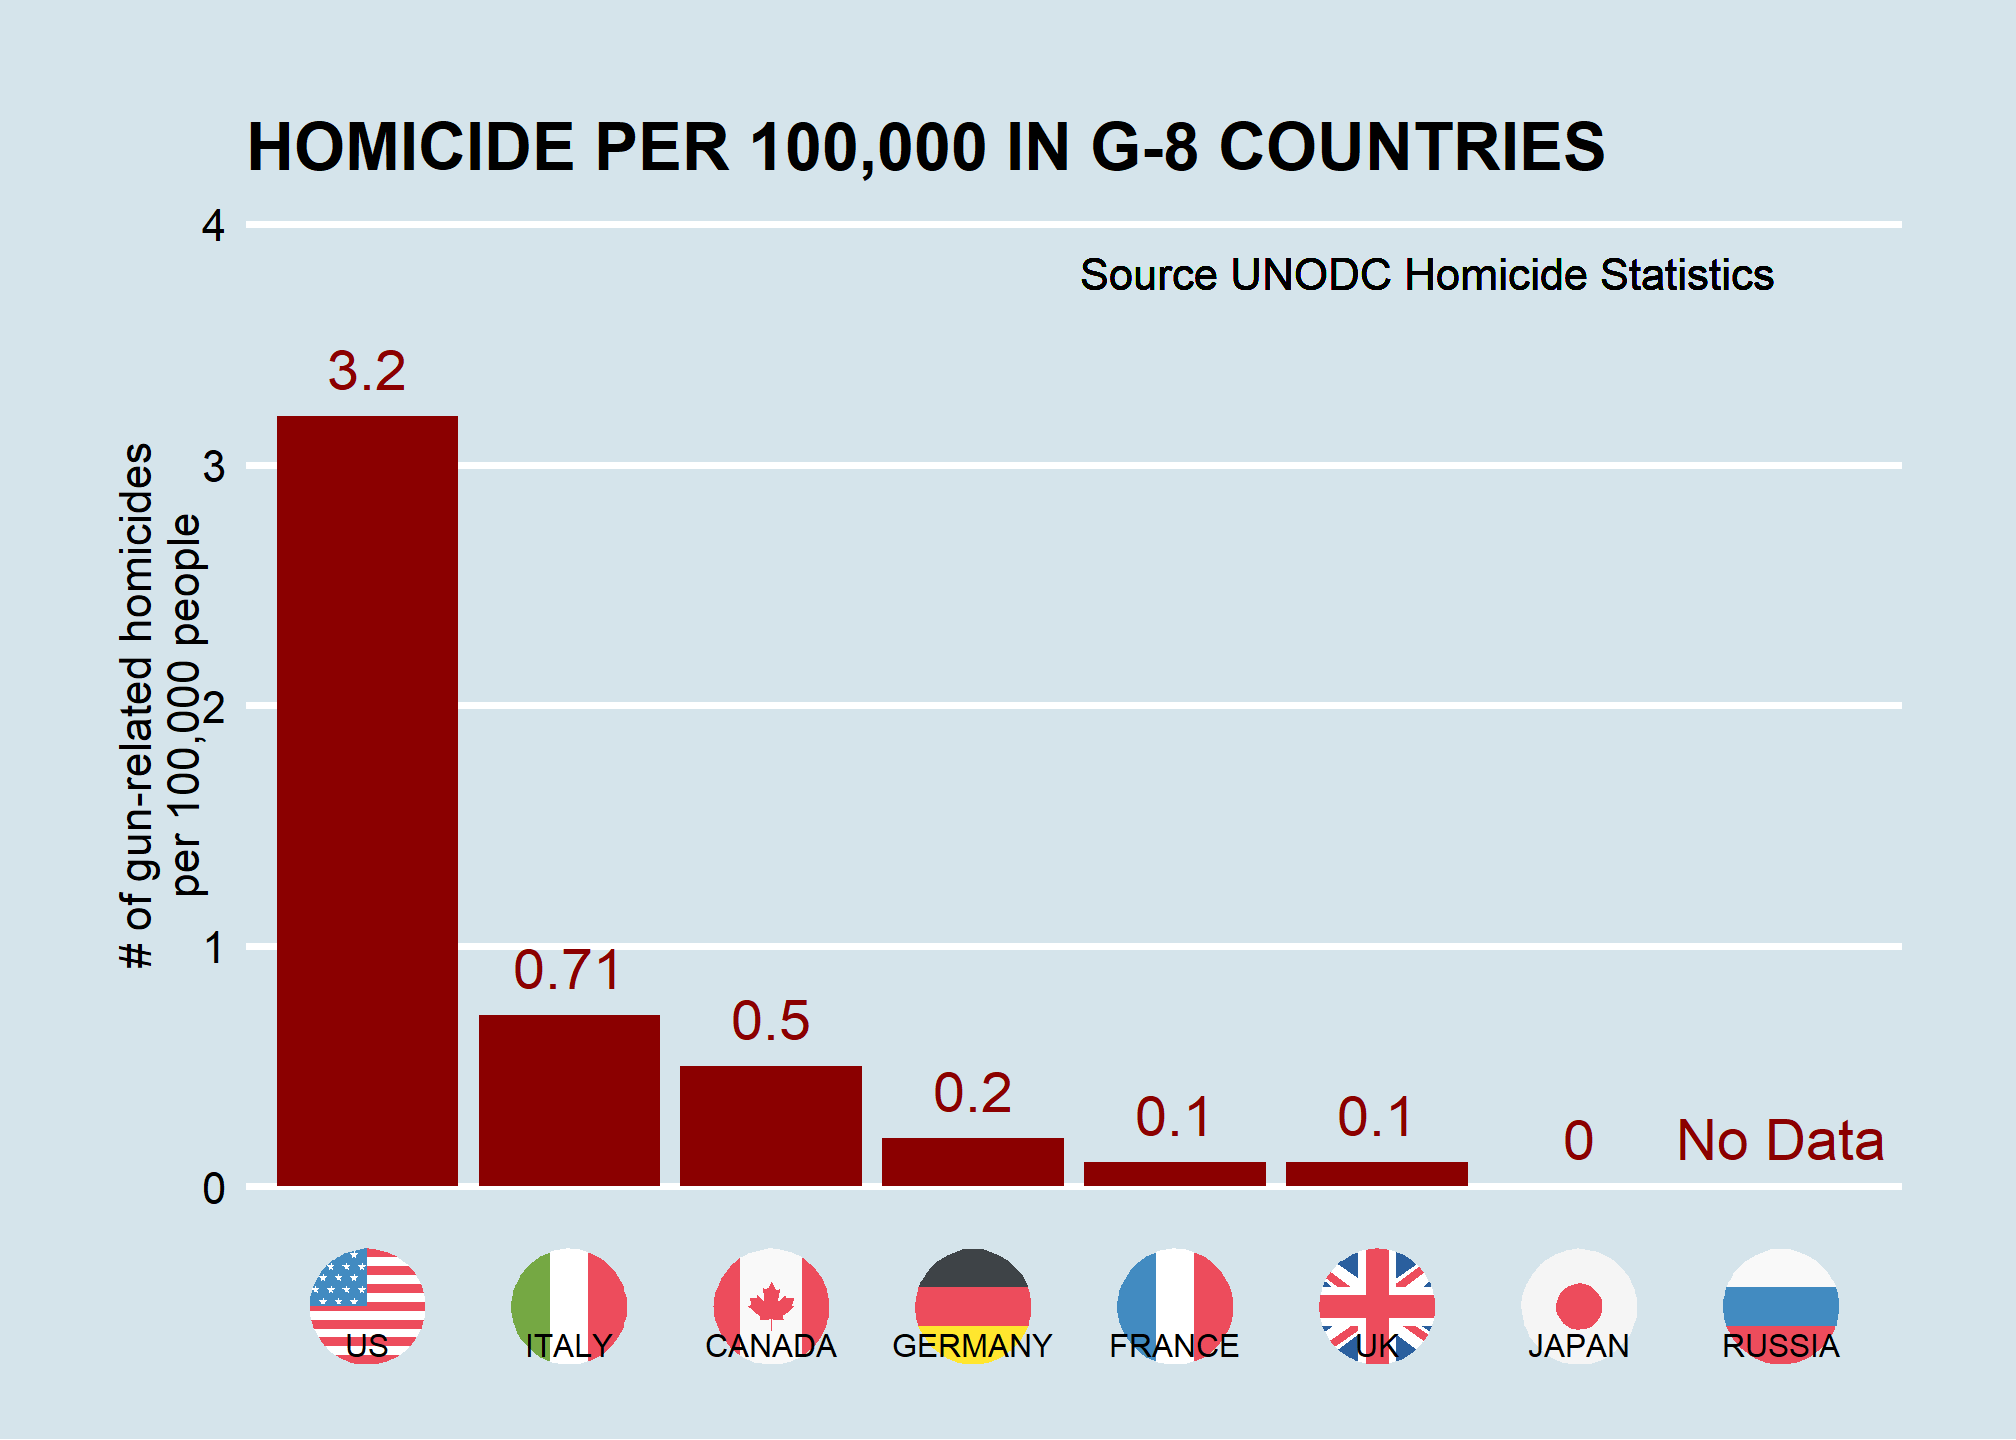 HOMICIDE PER 100,000 IN G-8 COUNTRIES
4
Source UNODC Homicide Statistics
3.2
3
# of gun-related homicides
per 100,000 people
2
1
0.71
0.5
0.2
0.1
0.1
0
No Data
0
US
ITALY
CANADA
GERMANY
FRANCE
UK
JAPAN
RUSSIA